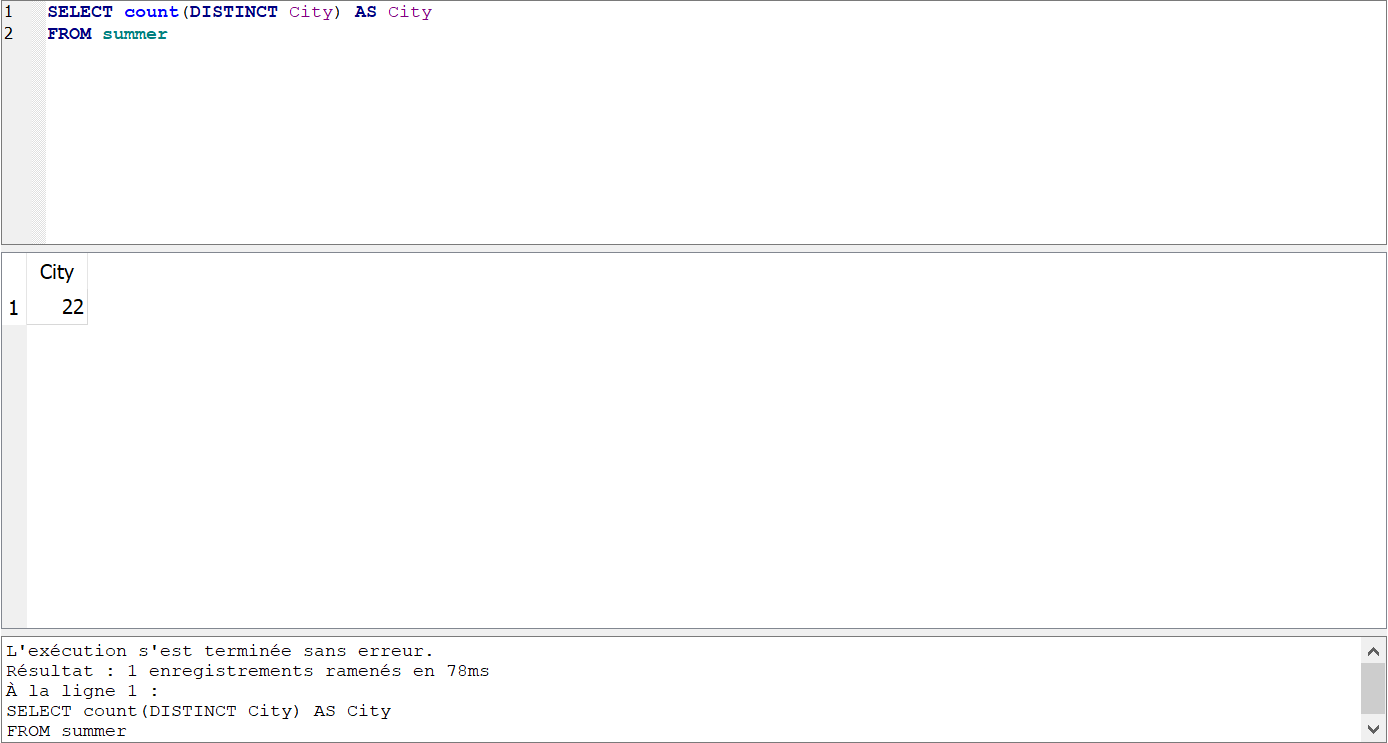 1 SELECT count(DISTINCT City) AS City
2 FROM summer
City
1 22
L'exécution s'est terminée sans erreur.
Résultat : 1 enregistrements ramenés en 78ms
À la ligne 1 :
SELECT count(DISTINCT City) AS City
FROM summer